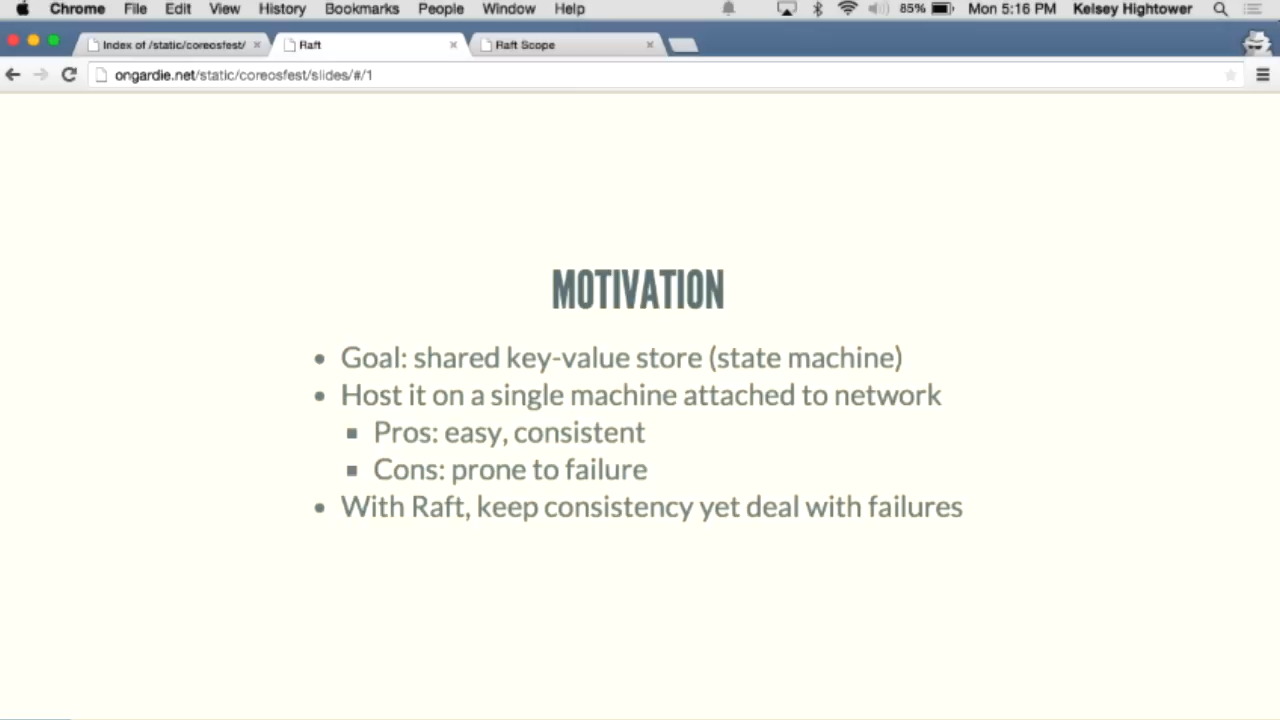 Chrome File Edit View History Bookmarks People Window Help 85% Mon 5:16 PM Kelsey Hightower
Index of /static/coreosfest/ Raft Raft Scope
ongardie.net/static/coreosfest/slides/#/1
MOTIVATION
• Goal: shared key-value store (state machine)
• Host it on a single machine attached to network
▪ Pros: easy, consistent
▪ Cons: prone to failure
• With Raft, keep consistency yet deal with failures